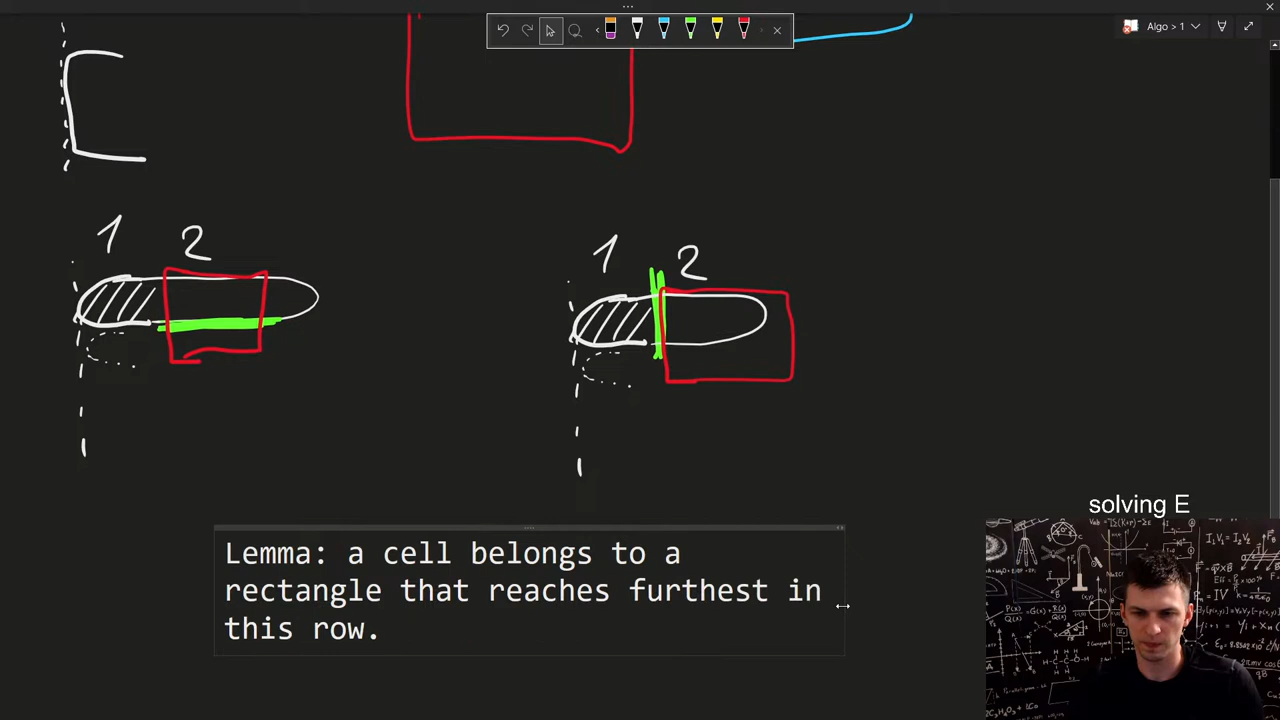 Algo > 1
1 2
1 2
solving E
Lemma: a cell belongs to a
rectangle that reaches furthest in
this row.